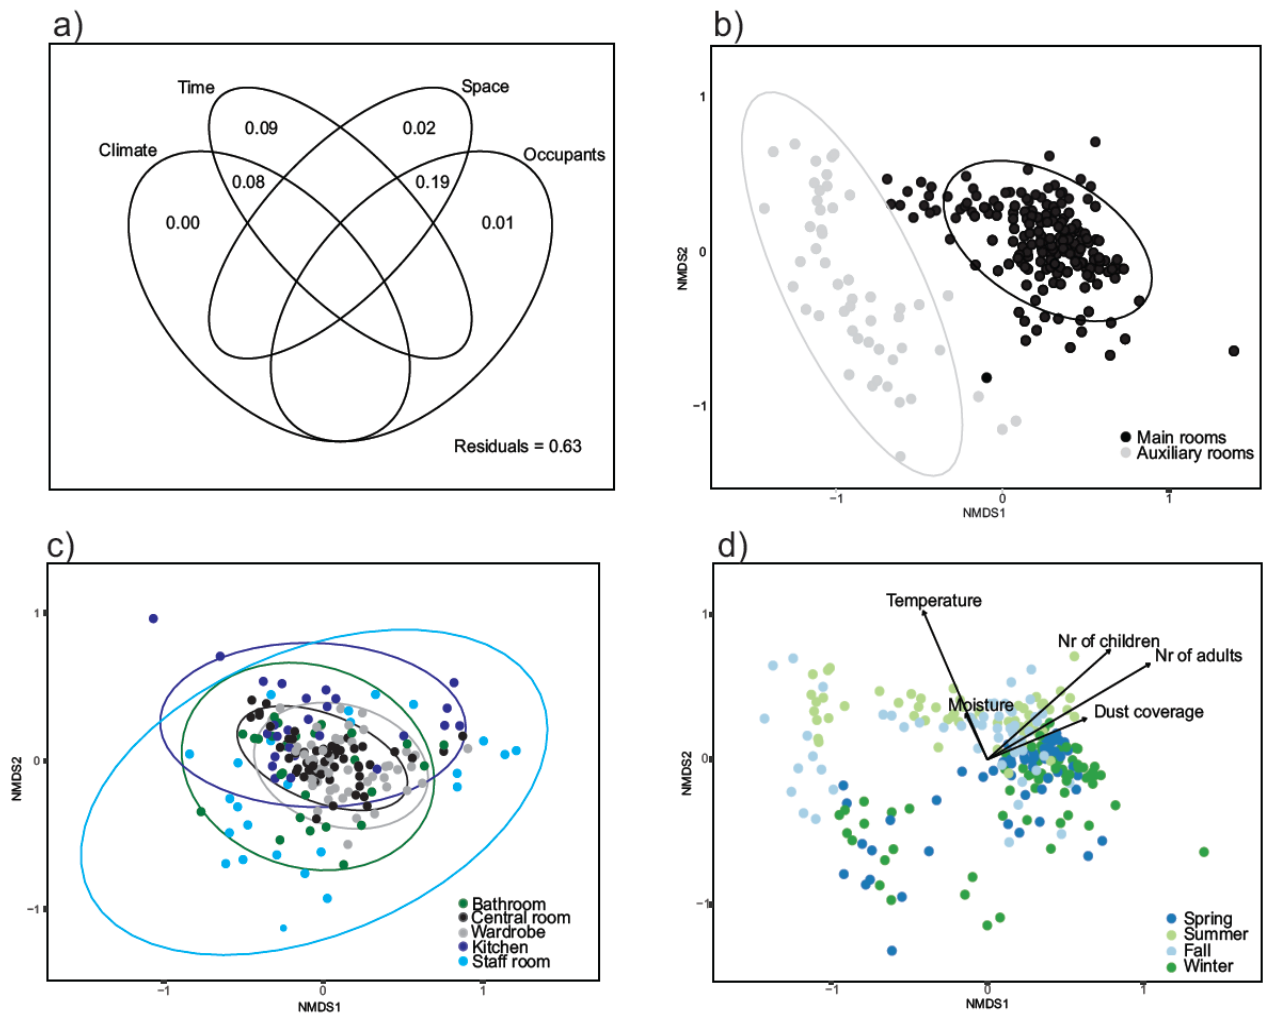 a)
Time
Space
0.09
0.02
Climate
Occupants
0.08
0.19
0.00
0.01
Residuals = 0.63
b)
1
0
−1
NMDS2
Main rooms
Auxiliary rooms
−1
0
1
NMDS1
c)
1
0
−1
NMDS2
Bathroom
Central room
Wardrobe
Kitchen
Staff room
−1
0
1
NMDS1
d)
Temperature
1
Nr of children
Nr of adults
Moisture
Dust coverage
0
−1
NMDS2
Spring
Summer
Fall
Winter
−1
0
1
NMDS1